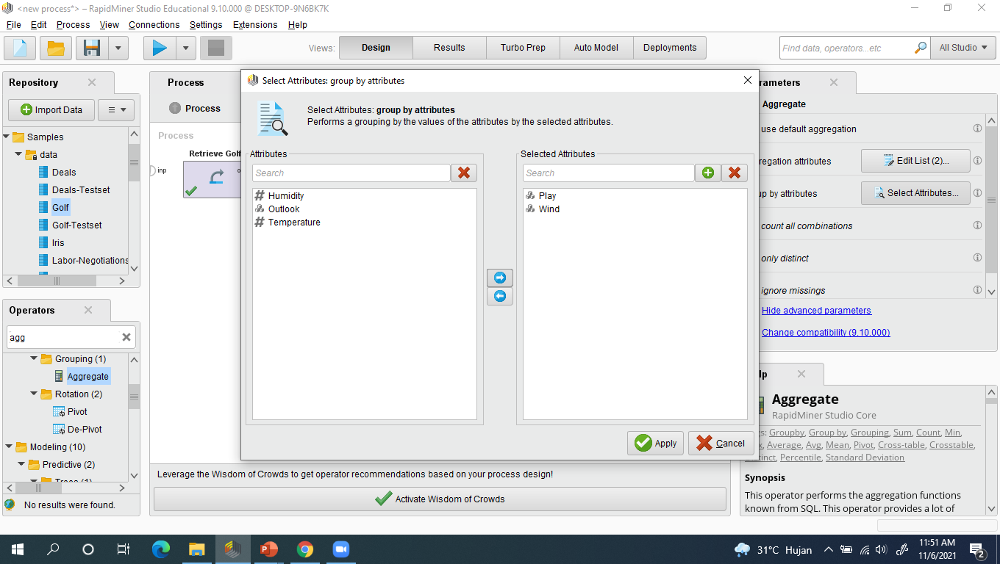 <new process*> – RapidMiner Studio Educational 9.10.000 @ DESKTOP-9N6BK7K
File Edit Process View Connections Settings Extensions Help
Views: Design Results Turbo Prep Auto Model Deployments
Find data, operators...etc All Studio
Repository
Import Data
Samples
data
Deals
Deals-Testset
Golf
Golf-Testset
Iris
Labor-Negotiations
Operators
agg
Grouping (1)
Aggregate
Rotation (2)
Pivot
De-Pivot
Modeling (10)
Predictive (2)
Trees (1)
No results were found.
Process
Process
Process
Retrieve Golf
inp
Select Attributes: group by attributes
Select Attributes: group by attributes
Performs a grouping by the values of the attributes by the selected attributes.
Attributes
Search
Humidity
Outlook
Temperature
Selected Attributes
Search
Play
Wind
Apply Cancel
Leverage the Wisdom of Crowds to get operator recommendations based on your process design!
Activate Wisdom of Crowds
rameters
Aggregate
use default aggregation
regation attributes Edit List (2)...
up by attributes Select Attributes...
count all combinations
only distinct
ignore missings
Hide advanced parameters
Change compatibility (9.10.000)
lp
Aggregate
RapidMiner Studio Core
s: Groupby, Group by, Grouping, Sum, Count, Min,
x, Average, Avg, Mean, Pivot, Cross-table, Crosstable,
tinct, Percentile, Standard Deviation
Synopsis
This operator performs the aggregation functions
known from SQL. This operator provides a lot of
31°C Hujan
11:51 AM
11/6/2021
2